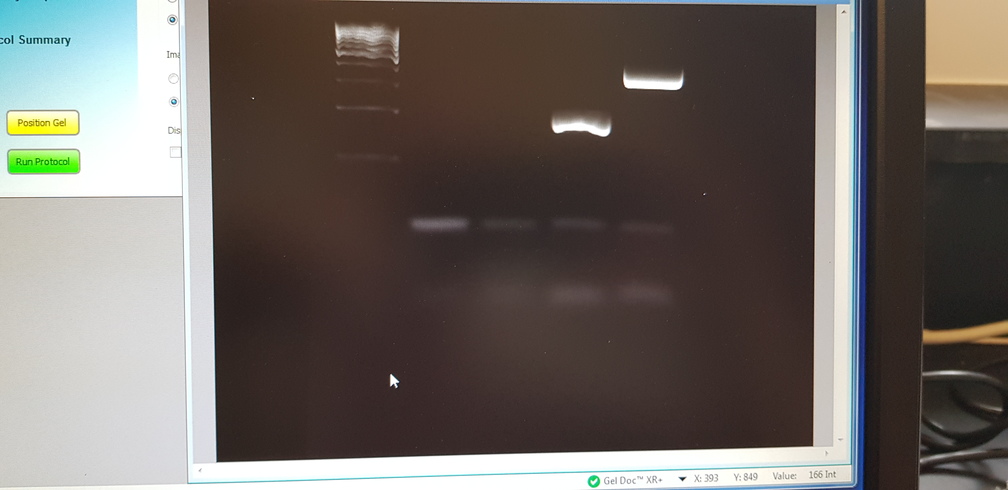 col Summary
Ima
Position Gel
Dis
Run Protocol
Gel Doc™ XR+ X: 393 Y: 849 Value: 166 Int